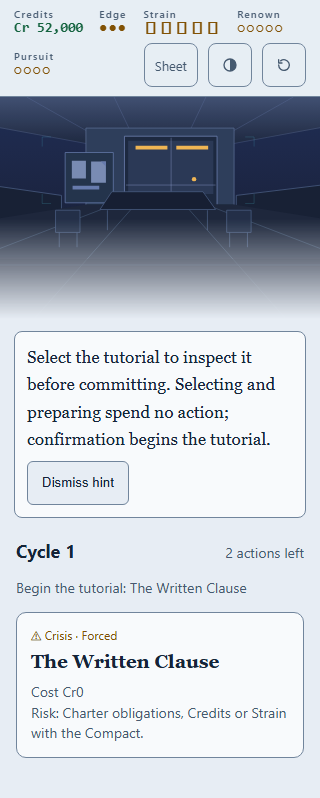 Credits
Cr 52,000
Edge
Strain
Renown
Pursuit
Sheet
Select the tutorial to inspect it
before committing. Selecting and
preparing spend no action;
confirmation begins the tutorial.
Dismiss hint
Cycle 1
2 actions left
Begin the tutorial: The Written Clause
⚠ Crisis · Forced
The Written Clause
Cost Cr0
Risk: Charter obligations, Credits or Strain
with the Compact.